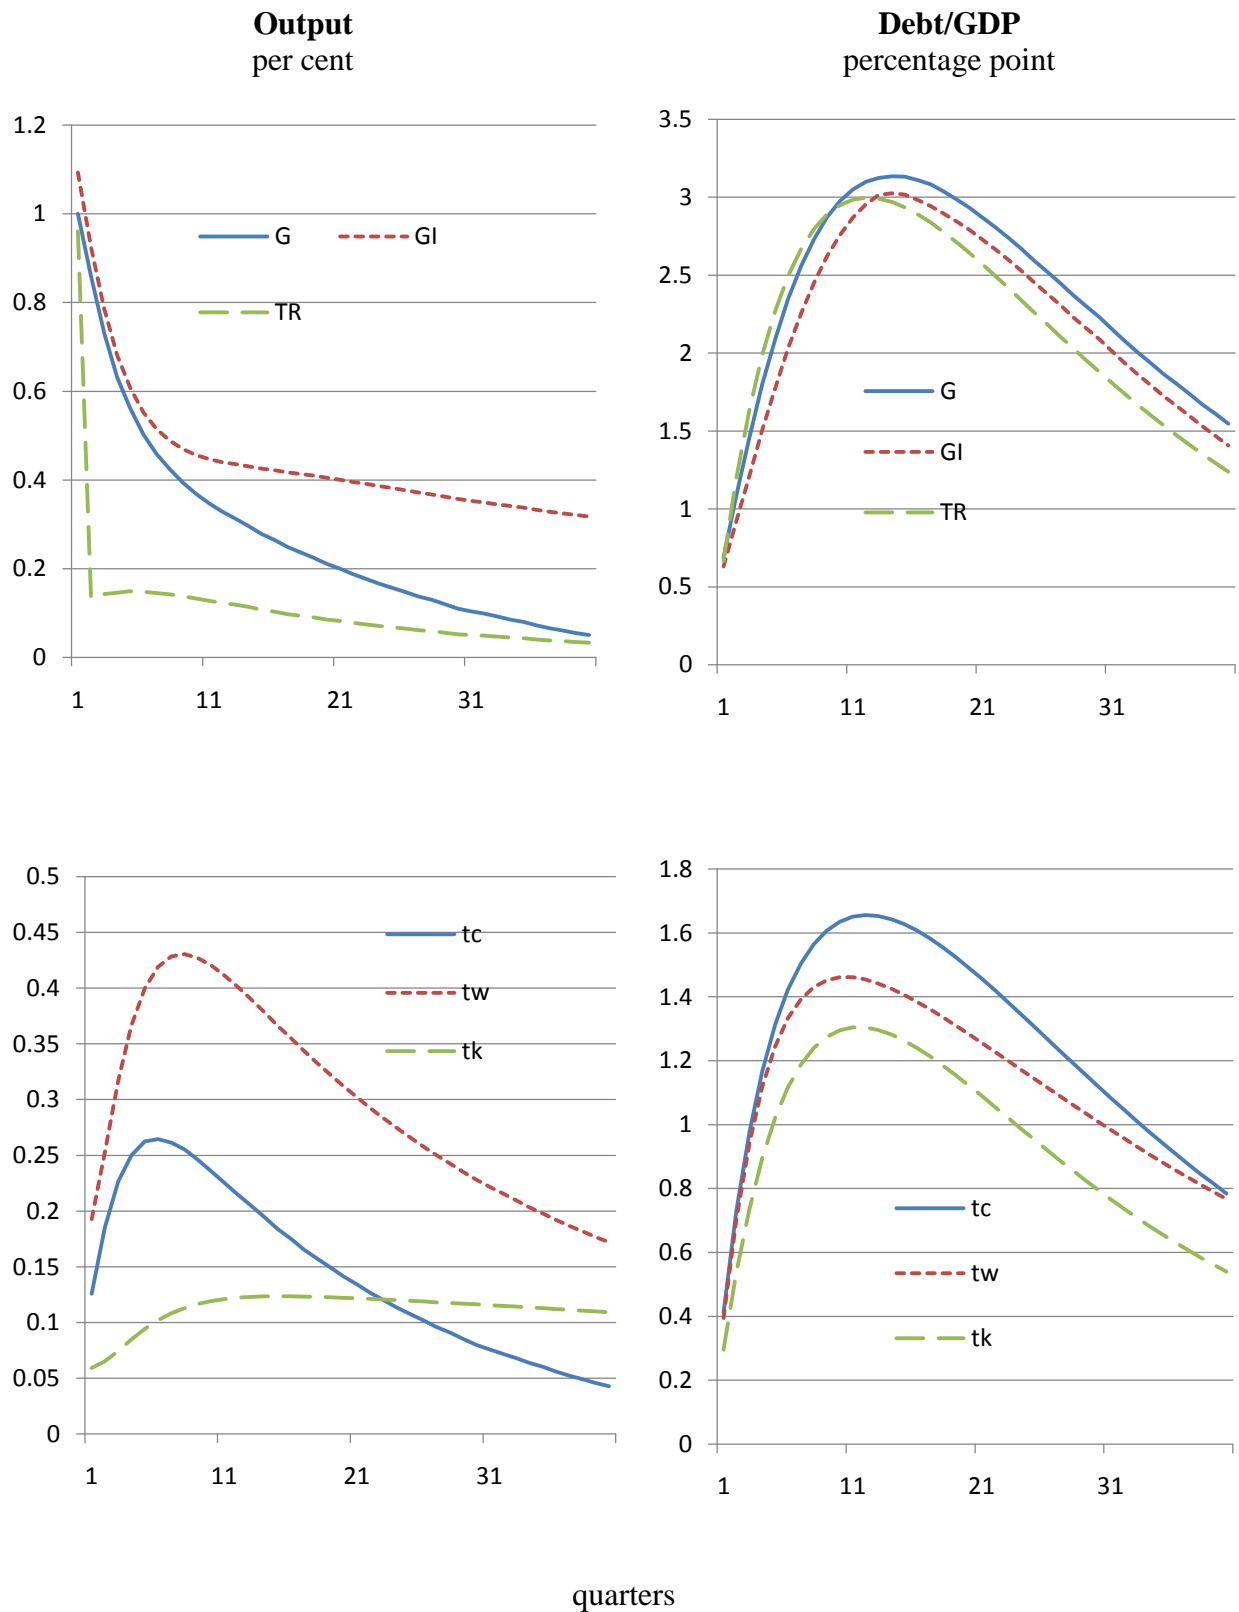 Output
per cent
Debt/GDP
percentage point
1.2
1
0.8
0.6
0.4
0.2
0
1 11 21 31
G GI
TR
3.5
3
2.5
2
1.5
1
0.5
0
1 11 21 31
G
GI
TR
0.5
0.45
0.4
0.35
0.3
0.25
0.2
0.15
0.1
0.05
0
1 11 21 31
tc
tw
tk
1.8
1.6
1.4
1.2
1
0.8
0.6
0.4
0.2
0
1 11 21 31
tc
tw
tk
quarters